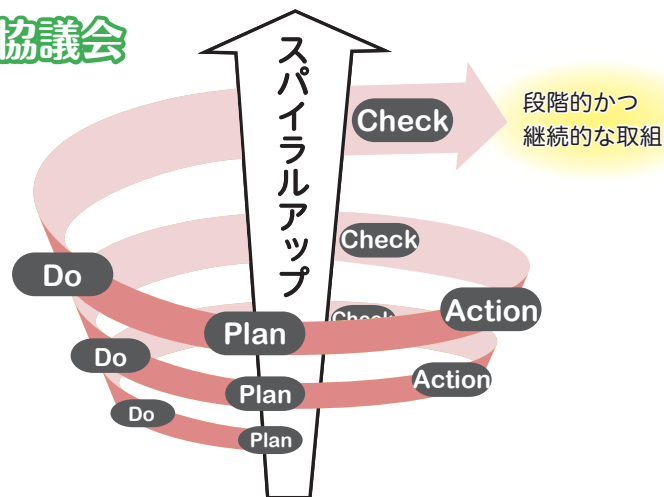 協議会
スパイラルアップ
Check
段階的かつ
継続的な取組
Check
Do
Action
Check
Plan
Do
Action
Plan
Do
Plan